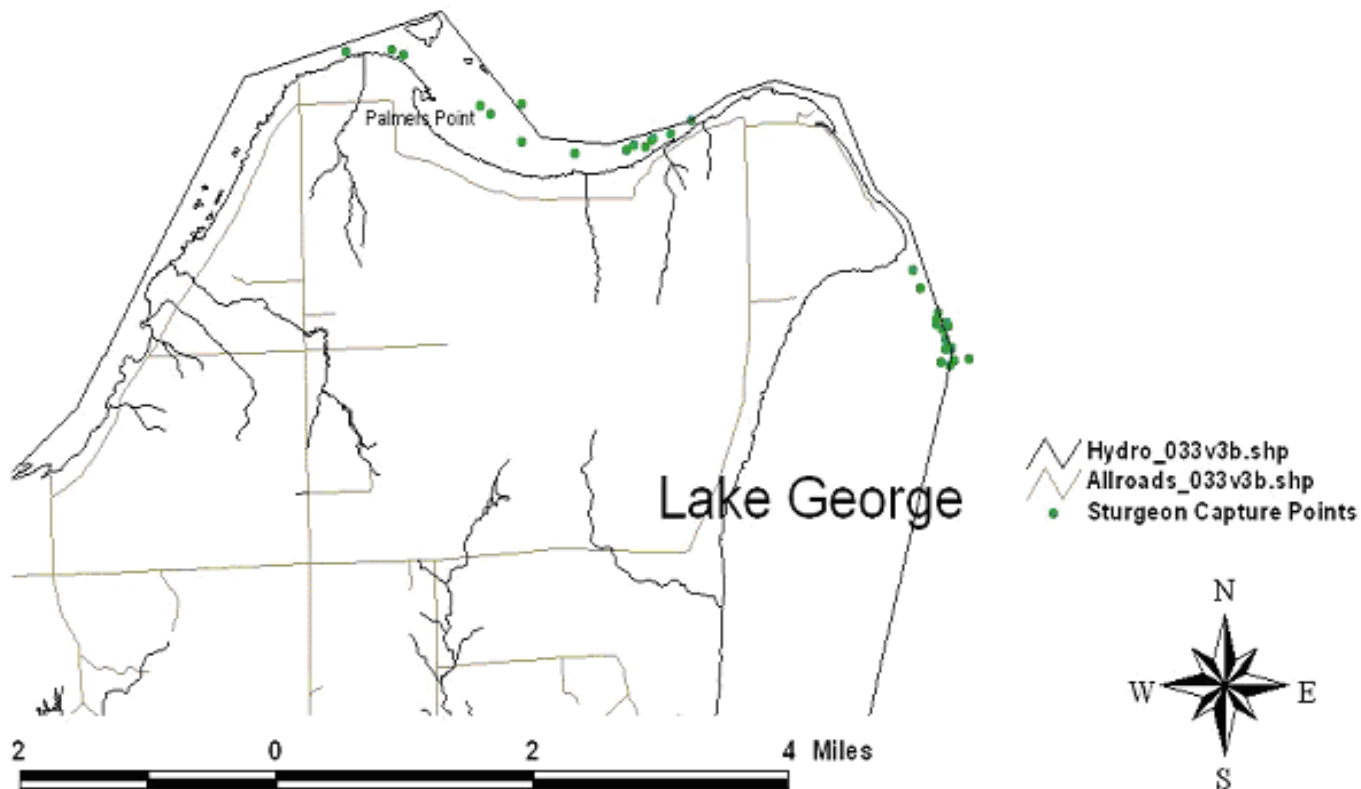 Palmers Point
Lake George
Hydro_033v3b.shp
Allroads_033v3b.shp
Sturgeon Capture Points
N
W E
S
2 0 2 4 Miles